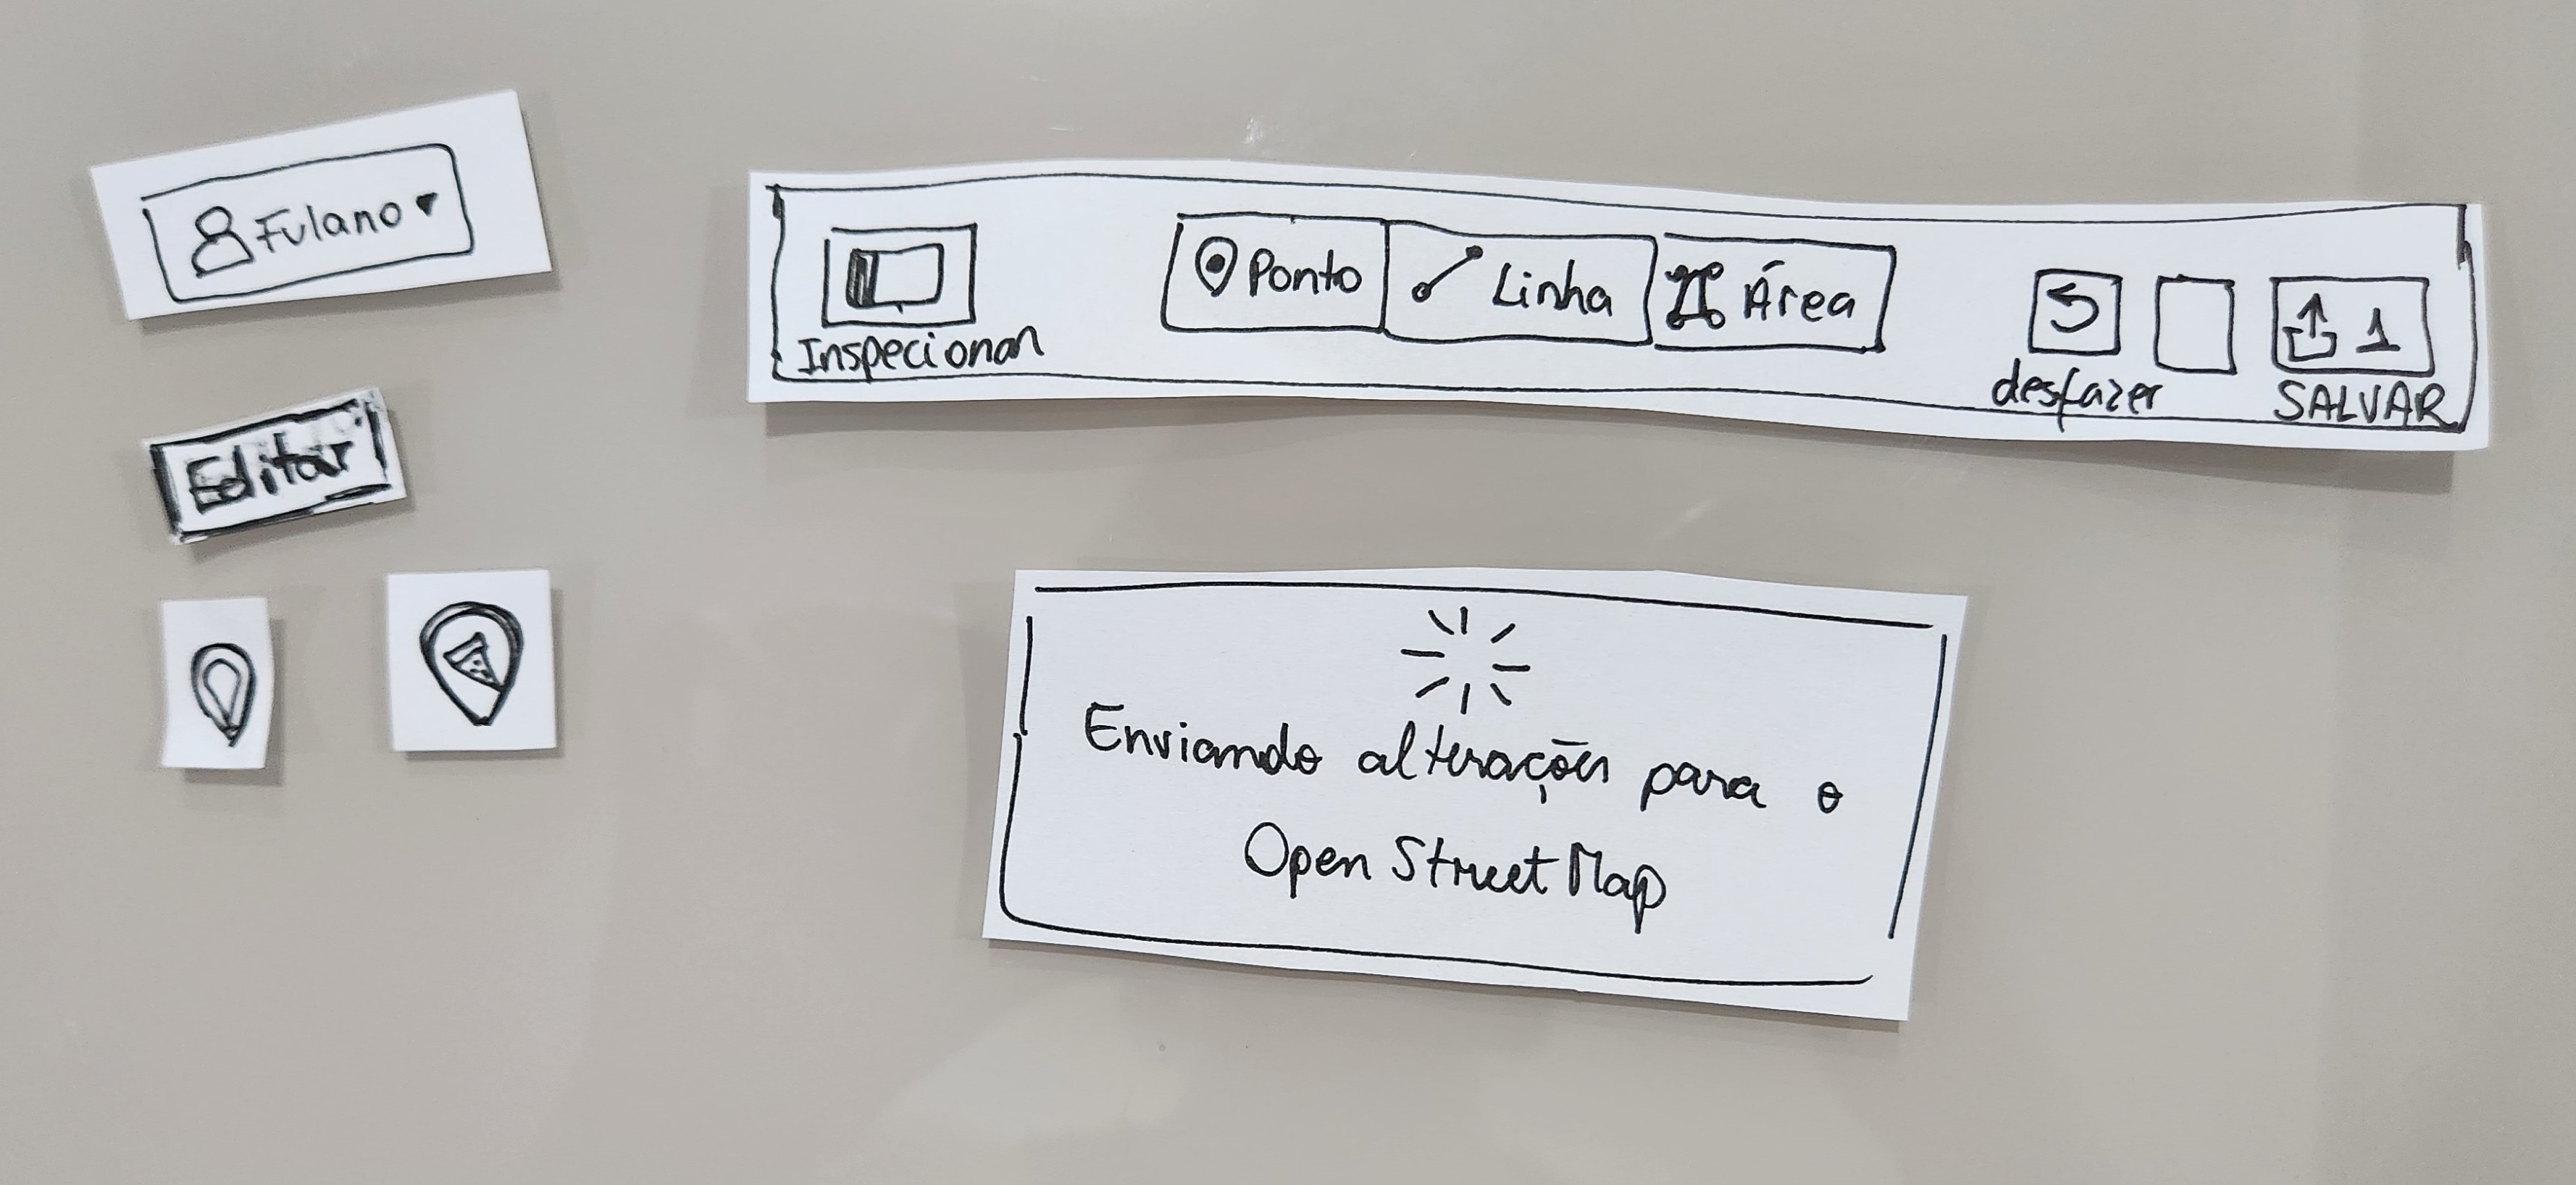 Fulano
Editar
Inspecionar
Ponto
Linha
Área
desfazer
1
SALVAR
Enviando alterações para o
Open Street Map